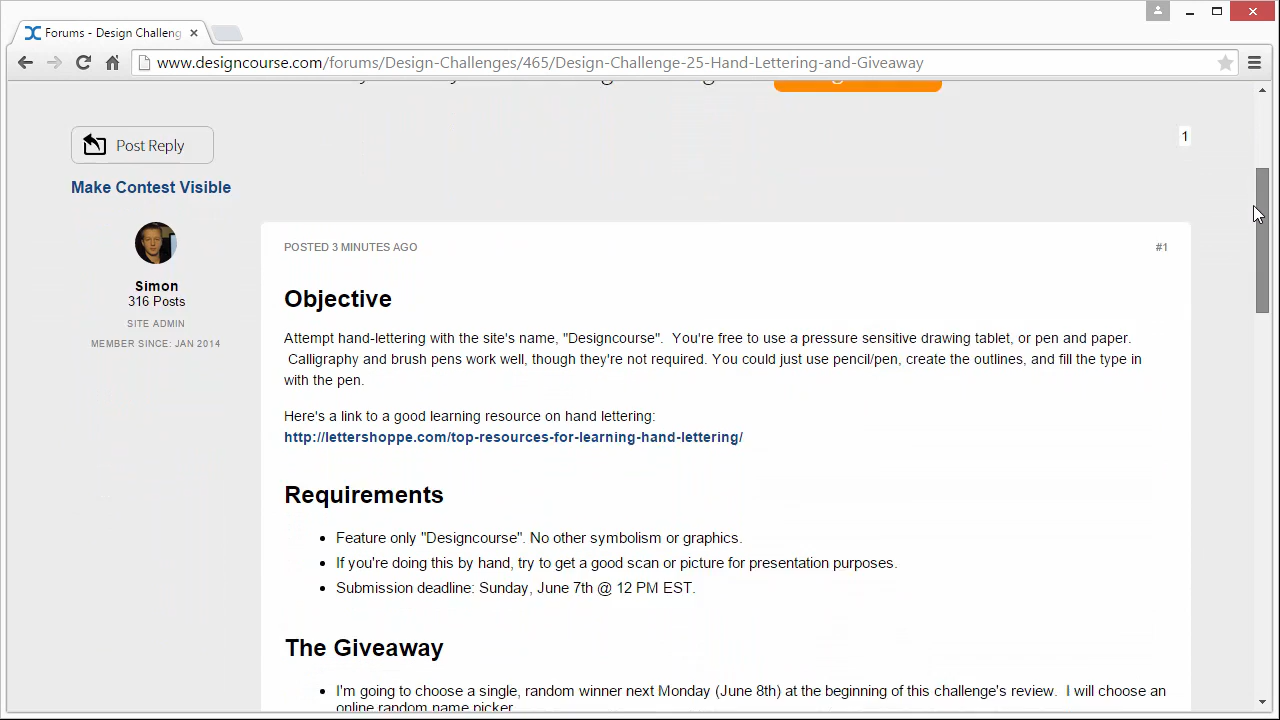 Forums - Design Challeng
www.designcourse.com/forums/Design-Challenges/465/Design-Challenge-25-Hand-Lettering-and-Giveaway
Post Reply
1
Make Contest Visible
POSTED 3 MINUTES AGO
#1
Simon
316 Posts
SITE ADMIN
MEMBER SINCE: JAN 2014
Objective
Attempt hand-lettering with the site's name, "Designcourse". You're free to use a pressure sensitive drawing tablet, or pen and paper.
Calligraphy and brush pens work well, though they're not required. You could just use pencil/pen, create the outlines, and fill the type in
with the pen.
Here's a link to a good learning resource on hand lettering:
http://lettershoppe.com/top-resources-for-learning-hand-lettering/
Requirements
Feature only "Designcourse". No other symbolism or graphics.
If you're doing this by hand, try to get a good scan or picture for presentation purposes.
Submission deadline: Sunday, June 7th @ 12 PM EST.
The Giveaway
I'm going to choose a single, random winner next Monday (June 8th) at the beginning of this challenge's review. I will choose an
online random name picker